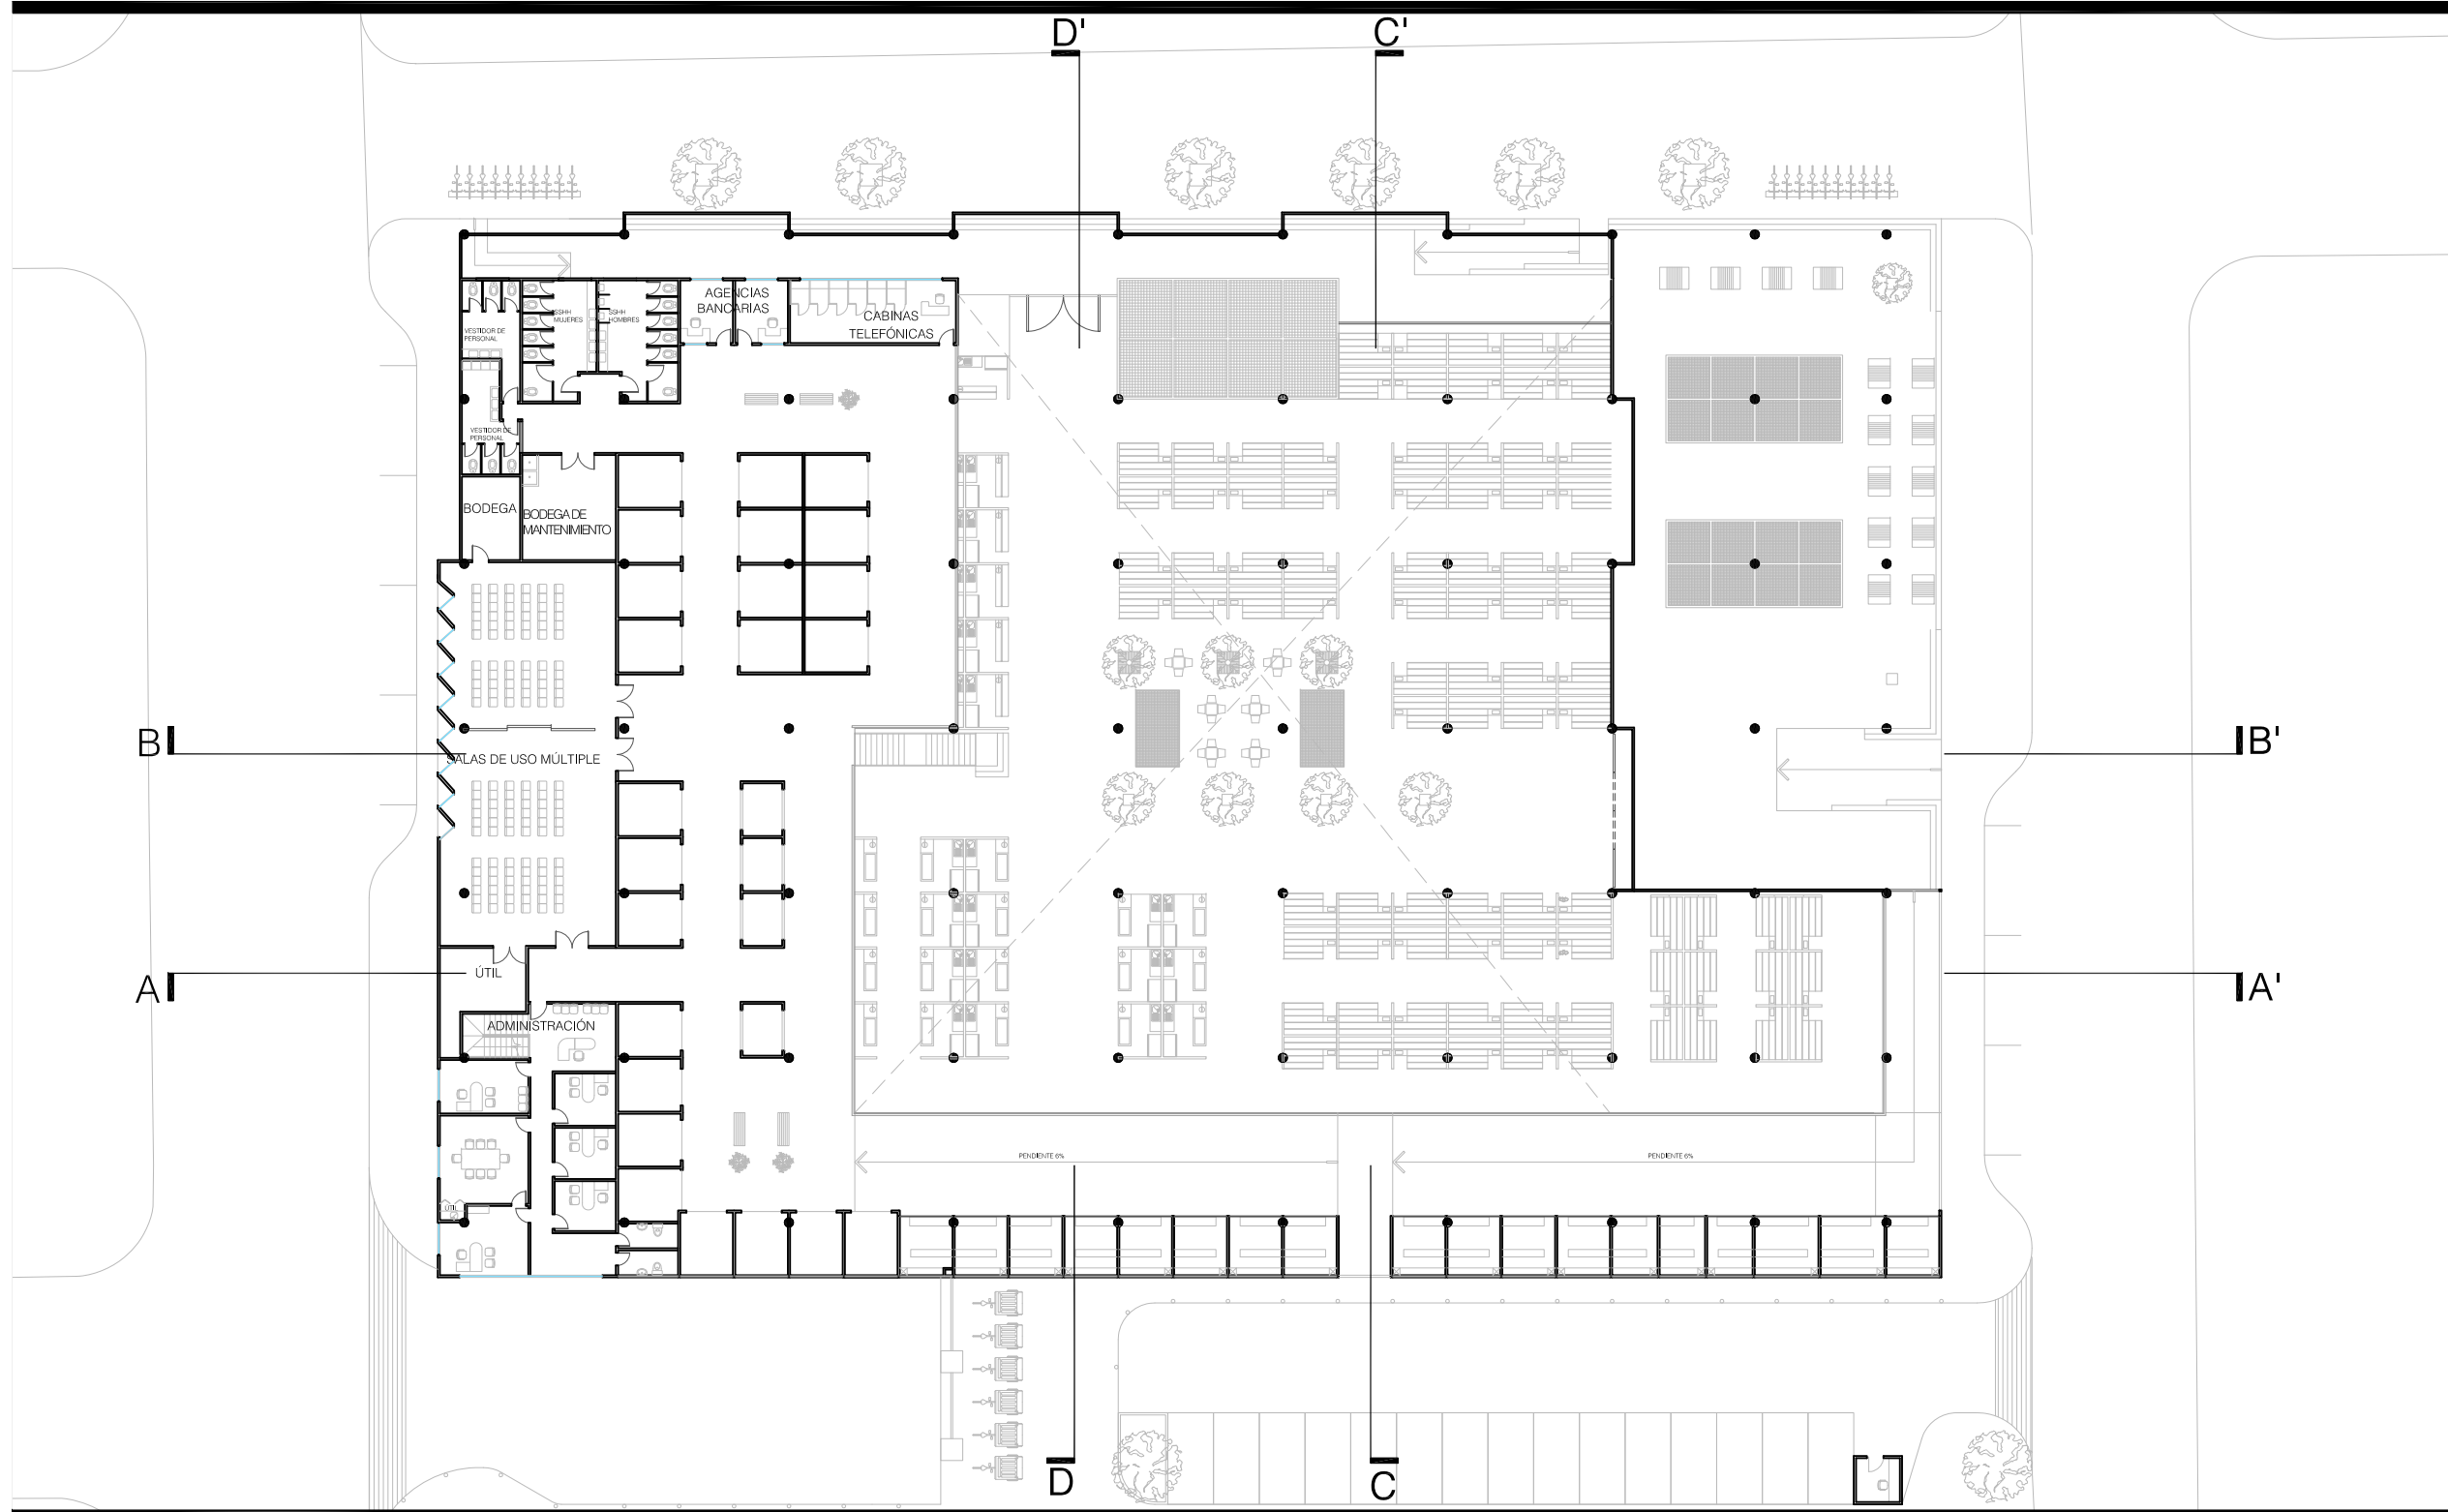 D'
C'
AGENCIAS
BANCARIAS
CABINAS
TELEFÓNICAS
SSHH
MUJERES
SSHH
HOMBRES
VESTIDOR DE
PERSONAL
VESTIDOR DE
PERSONAL
BODEGA
BODEGA DE
MANTENIMIENTO
B
B'
SALAS DE USO MÚLTIPLE
A
A'
ÚTIL
ADMINISTRACIÓN
PENDIENTE 6%
PENDIENTE 6%
ÚTIL
D
C